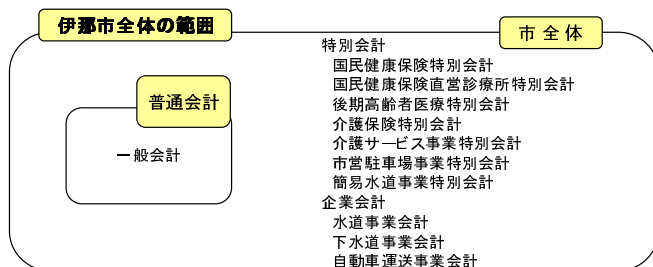 伊那市全体の範囲
市全体
普通会計
一般会計
特別会計
国民健康保険特別会計
国民健康保険直営診療所特別会計
後期高齢者医療特別会計
介護保険特別会計
介護サービス事業特別会計
市営駐車場事業特別会計
簡易水道事業特別会計
企業会計
水道事業会計
下水道事業会計
自動車運送事業会計